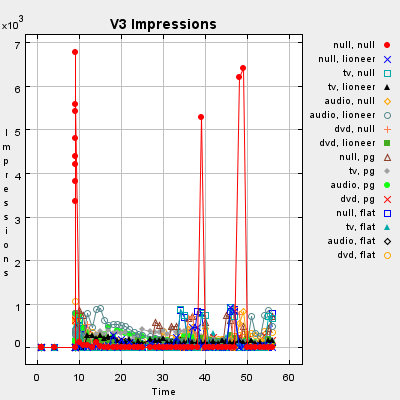 V3 Impressions
x10³
7
6
5
4
3
2
1
0
Impressions
0
10
20
30
40
50
60
Time
null, null
null, lioneer
tv, null
tv, lioneer
audio, null
audio, lioneer
dvd, null
dvd, lioneer
null, pg
tv, pg
audio, pg
dvd, pg
null, flat
tv, flat
audio, flat
dvd, flat